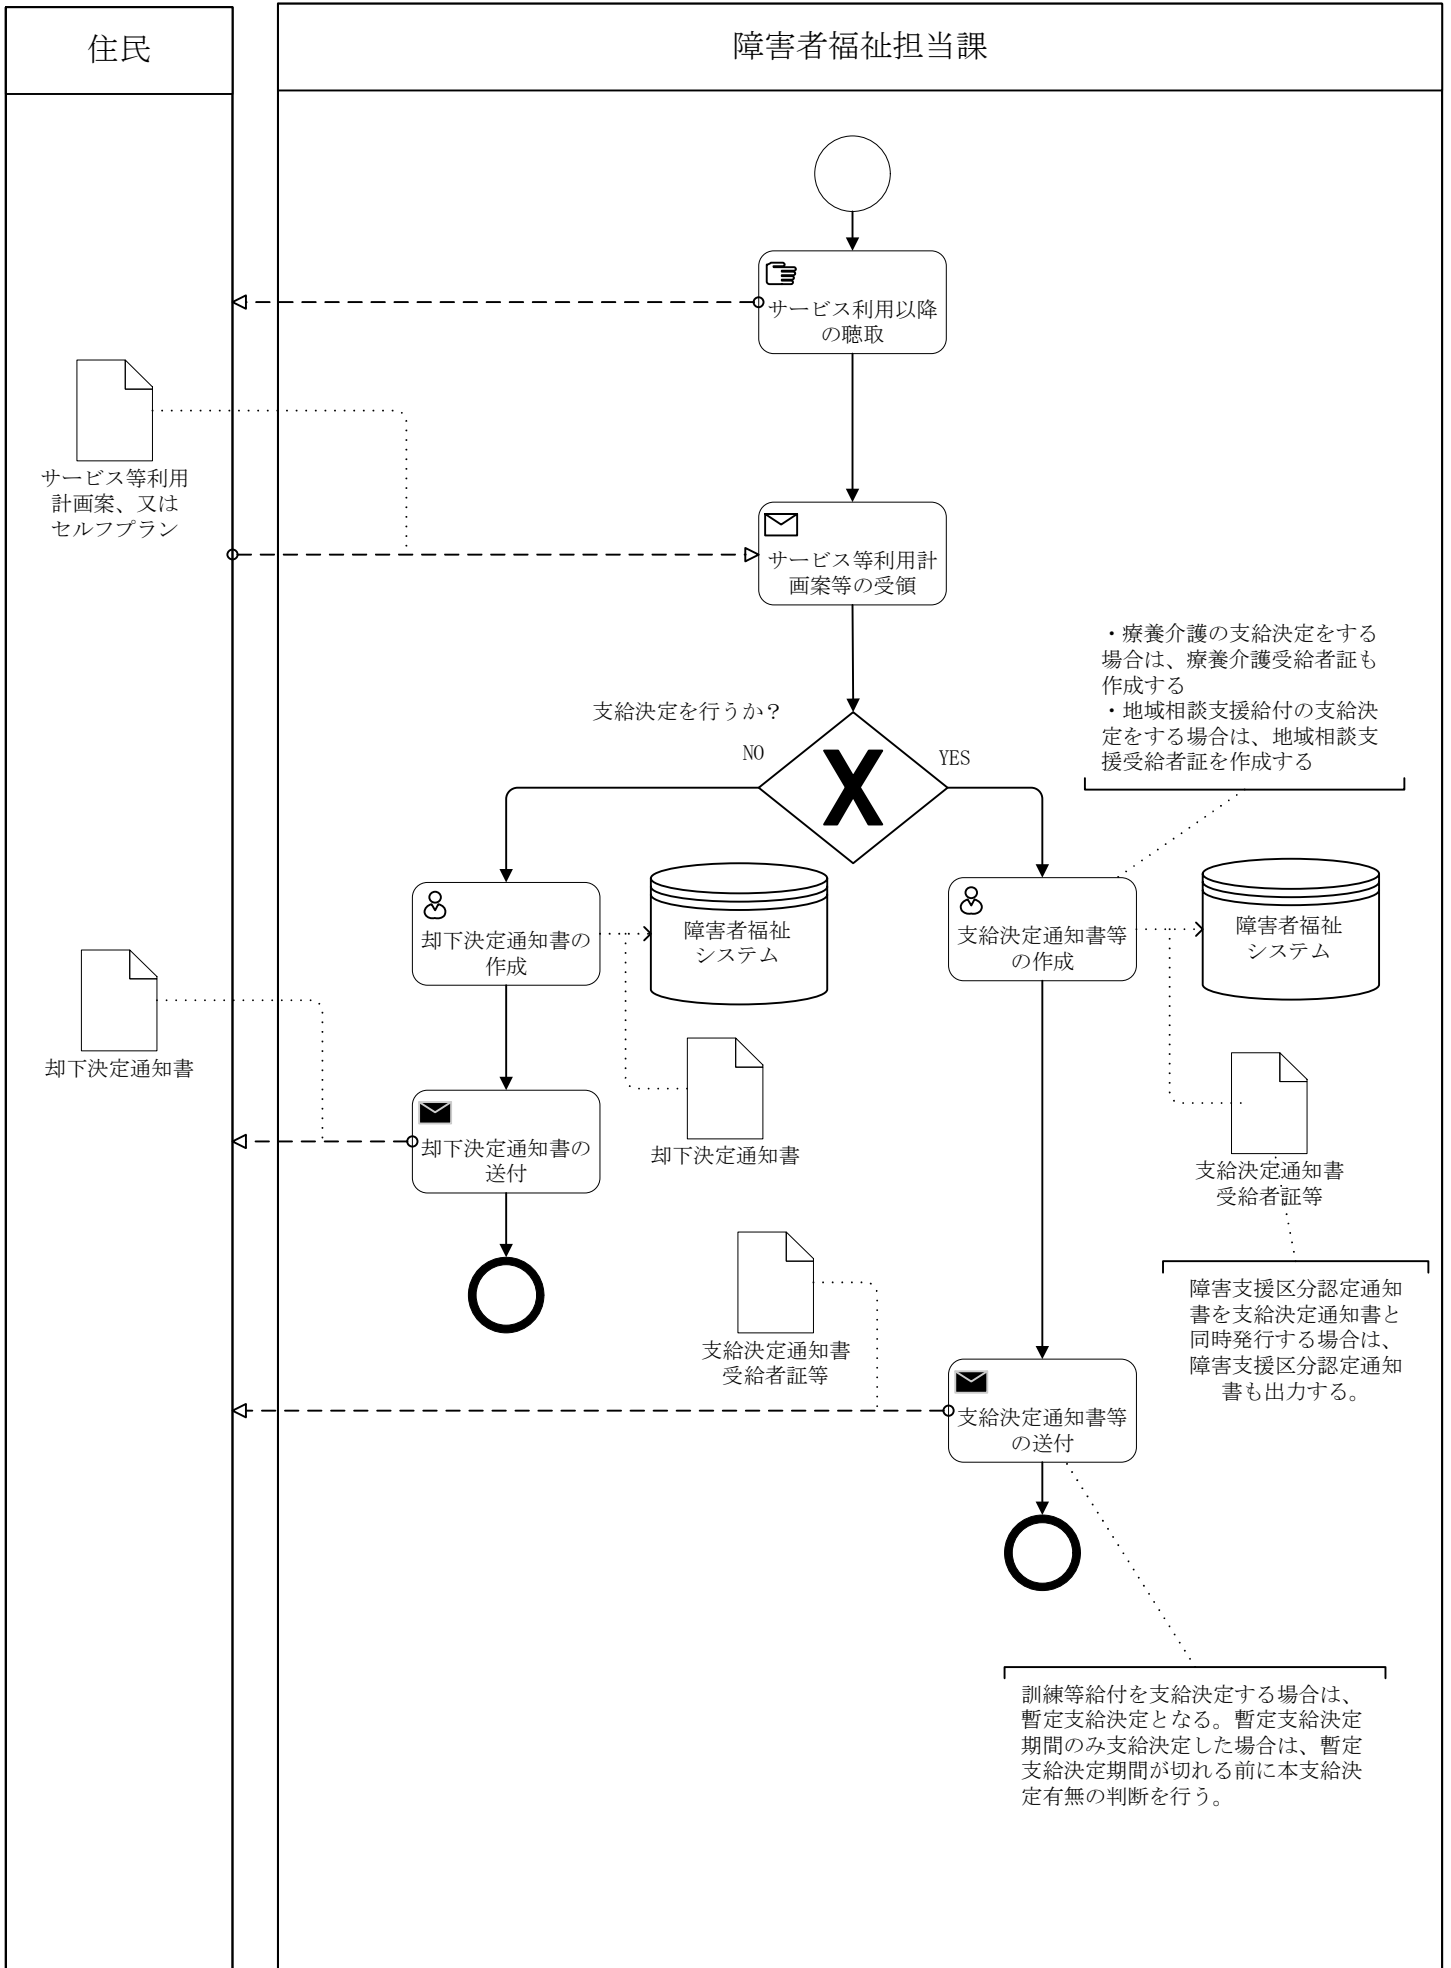 住民
障害者福祉担当課
サービス利用以降
の聴取
サービス等利用
計画案、又は
セルフプラン
サービス等利用計
画案等の受領
・療養介護の支給決定をする
場合は、療養介護受給者証も
作成する
・地域相談支援給付の支給決
定をする場合は、地域相談支
援受給者証を作成する
支給決定を行うか？
NO
YES
却下決定通知書の
作成
障害者福祉
システム
支給決定通知書等
の作成
障害者福祉
システム
却下決定通知書
却下決定通知書の
送付
却下決定通知書
支給決定通知書
受給者証等
障害支援区分認定通知
書を支給決定通知書と
同時発行する場合は、
障害支援区分認定通知
書も出力する。
支給決定通知書
受給者証等
支給決定通知書等
の送付
訓練等給付を支給決定する場合は、
暫定支給決定となる。暫定支給決定
期間のみ支給決定した場合は、暫定
支給決定期間が切れる前に本支給決
定有無の判断を行う。